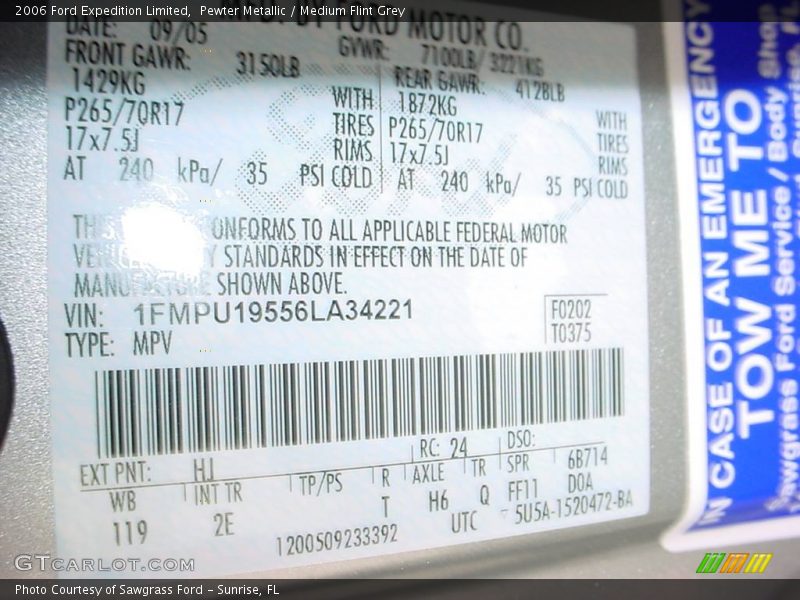 2006 Ford Expedition Limited,  Pewter Metallic / Medium Flint Grey
BY FORD MOTOR CO.
DATE: 09/05 GVWR: 7100LB/ 3221KG
FRONT GAWR: 3150LB REAR GAWR: 4128LB
1429KG WITH 1872KG WITH
P265/70R17 TIRES P265/70R17 TIRES
17x7.5J RIMS 17x7.5J RIMS
AT 240 kPa/ 35 PSI COLD AT 240 kPa/ 35 PSI COLD
CONFORMS TO ALL APPLICABLE FEDERAL MOTOR
STANDARDS IN EFFECT ON THE DATE OF
SHOWN ABOVE.
VIN: 1FMPU19556LA34221 F0202
TYPE: MPV T0375
EXT PNT: HJ RC: 24 DSO:
WB INT TR TP/PS R AXLE TR SPR 6B714
119 2E T H6 Q FF11 DOA
1200509233392 UTC 5U5A-1520472-BA
IN CASE OF AN EMERGENCY
TOW ME TO
Sawgrass Ford Service / Body Shop
Sunrise, FL
GTCARLOT.COM
Photo Courtesy of Sawgrass Ford - Sunrise, FL